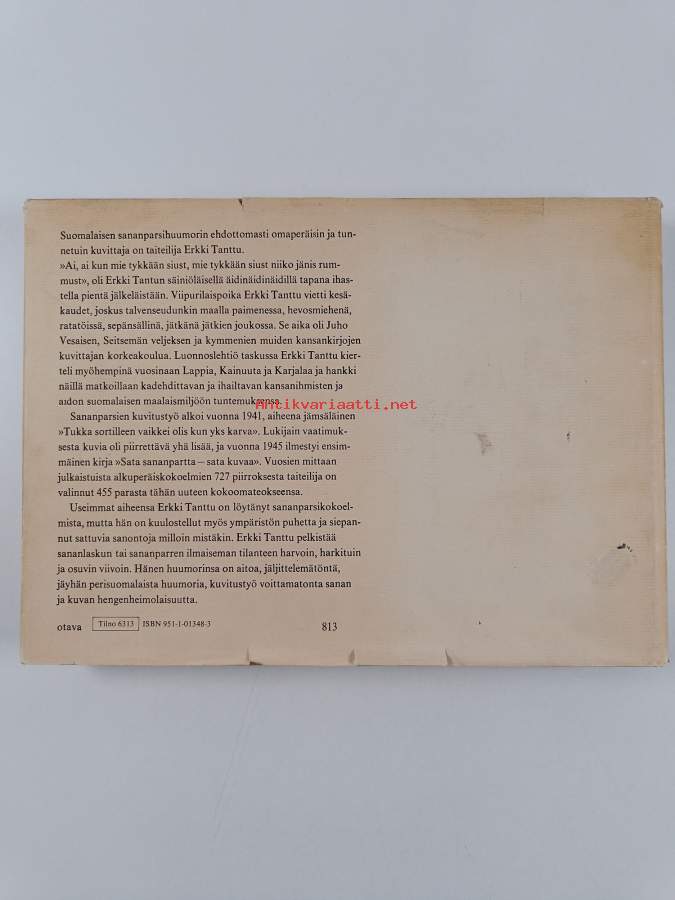 Suomalaisen sananparsihuumorin ehdottomasti omaperäisin ja tun-
netuin kuvittaja on taiteilija Erkki Tanttu.
»Ai, ai kun mie tykkään siust, mie tykkään siust niiko jänis rum-
must», oli Erkki Tantun säiniöläisellä äidinäidinäidillä tapana ihas-
tella pientä jälkeläistään. Viipurilaispoika Erkki Tanttu vietti kesä-
kaudet, joskus talvenseudunkin maalla paimenessa, hevosmiehenä,
ratatöissä, sepänsällinä, jätkänä jätkien joukossa. Se aika oli Juho
Vesaisen, Seitsemän veljeksen ja kymmenien muiden kansankirjojen
kuvittajan korkeakoulua. Luonnoslehtiö taskussa Erkki Tanttu kier-
teli myöhempinä vuosinaan Lappia, Kainuuta ja Karjalaa ja hankki
näillä matkoillaan kadehdittavan ja ihailtavan kansanihmisten ja
aidon suomalaisen maalaismiljöön tuntemuksensa.
Antikvariaatti.net
Sananparsien kuvitustyö alkoi vuonna 1941, aiheena jämsäläinen
»Tukka sortilleen vaikkei olis kun yks karva». Lukijain vaatimuk-
sesta kuvia oli piirrettävä yhä lisää, ja vuonna 1945 ilmestyi ensim-
mäinen kirja »Sata sananpartta — sata kuvaa». Vuosien mittaan
julkaistuista alkuperäiskokoelmien 727 piirroksesta taiteilija on
valinnut 455 parasta tähän uuteen kokoomateokseensa.
Useimmat aiheensa Erkki Tanttu on löytänyt sananparsikokoel-
mista, mutta hän on kuulostellut myös ympäristön puhetta ja siepan-
nut sattuvia sanontoja milloin mistäkin. Erkki Tanttu pelkistää
sananlaskun tai sananparren ilmaiseman tilanteen harvoin, harkituin
ja osuvin viivoin. Hänen huumorinsa on aitoa, jäljittelemätöntä,
jäyhän perisuomalaista huumoria, kuvitustyö voittamatonta sanan
ja kuvan hengenheimolaisuutta.
otava Tilno 6313 ISBN 951-1-01348-3 813